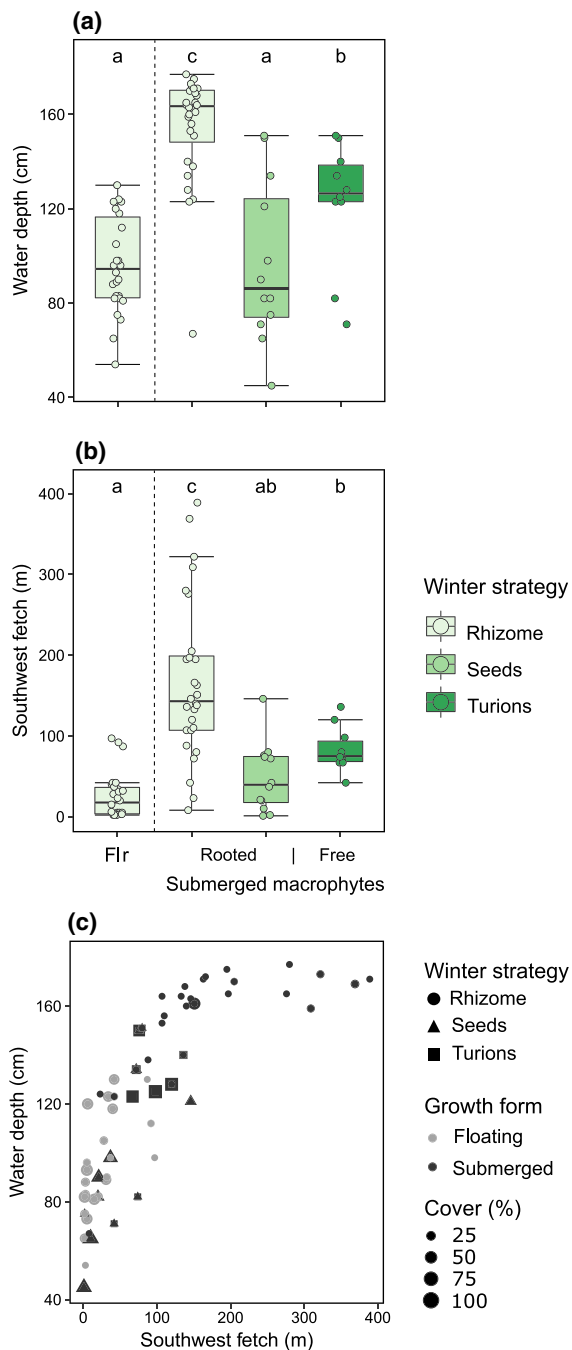 (a)
a c a b
Water depth (cm)
160
120
80
40
(b)
a c ab b
Southwest fetch (m)
400
300
200
100
0
Flr Rooted | Free
Submerged macrophytes
Winter strategy
Rhizome
Seeds
Turions
(c)
Water depth (cm)
160
120
80
40
0 100 200 300 400
Southwest fetch (m)
Winter strategy
Rhizome
Seeds
Turions
Growth form
Floating
Submerged
Cover (%)
25
50
75
100